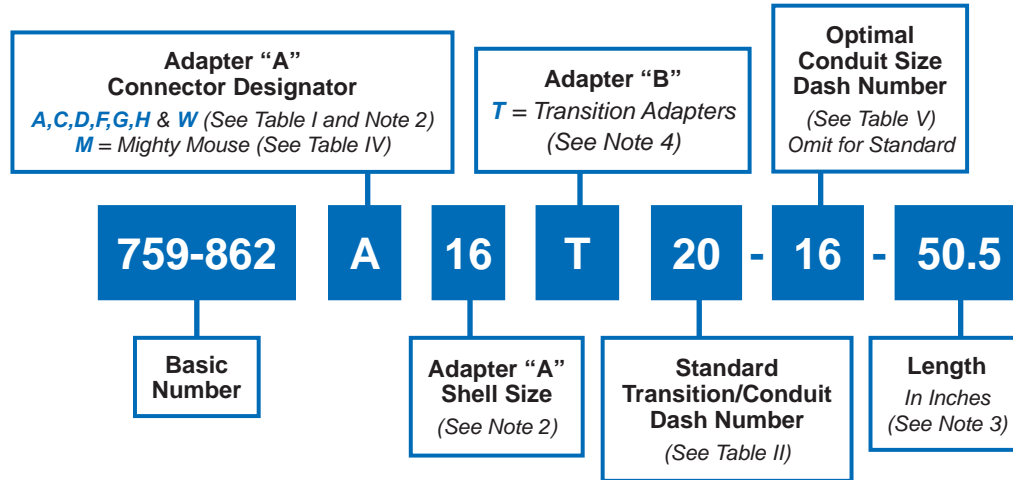 Adapter “A”
Connector Designator
A,C,D,F,G,H & W (See Table I and Note 2)
M = Mighty Mouse (See Table IV)
Adapter “B”
T = Transition Adapters
(See Note 4)
Optimal
Conduit Size
Dash Number
(See Table V)
Omit for Standard
759-862 A 16 T 20 - 16 - 50.5
Basic
Number
Adapter “A”
Shell Size
(See Note 2)
Standard
Transition/Conduit
Dash Number
(See Table II)
Length
In Inches
(See Note 3)